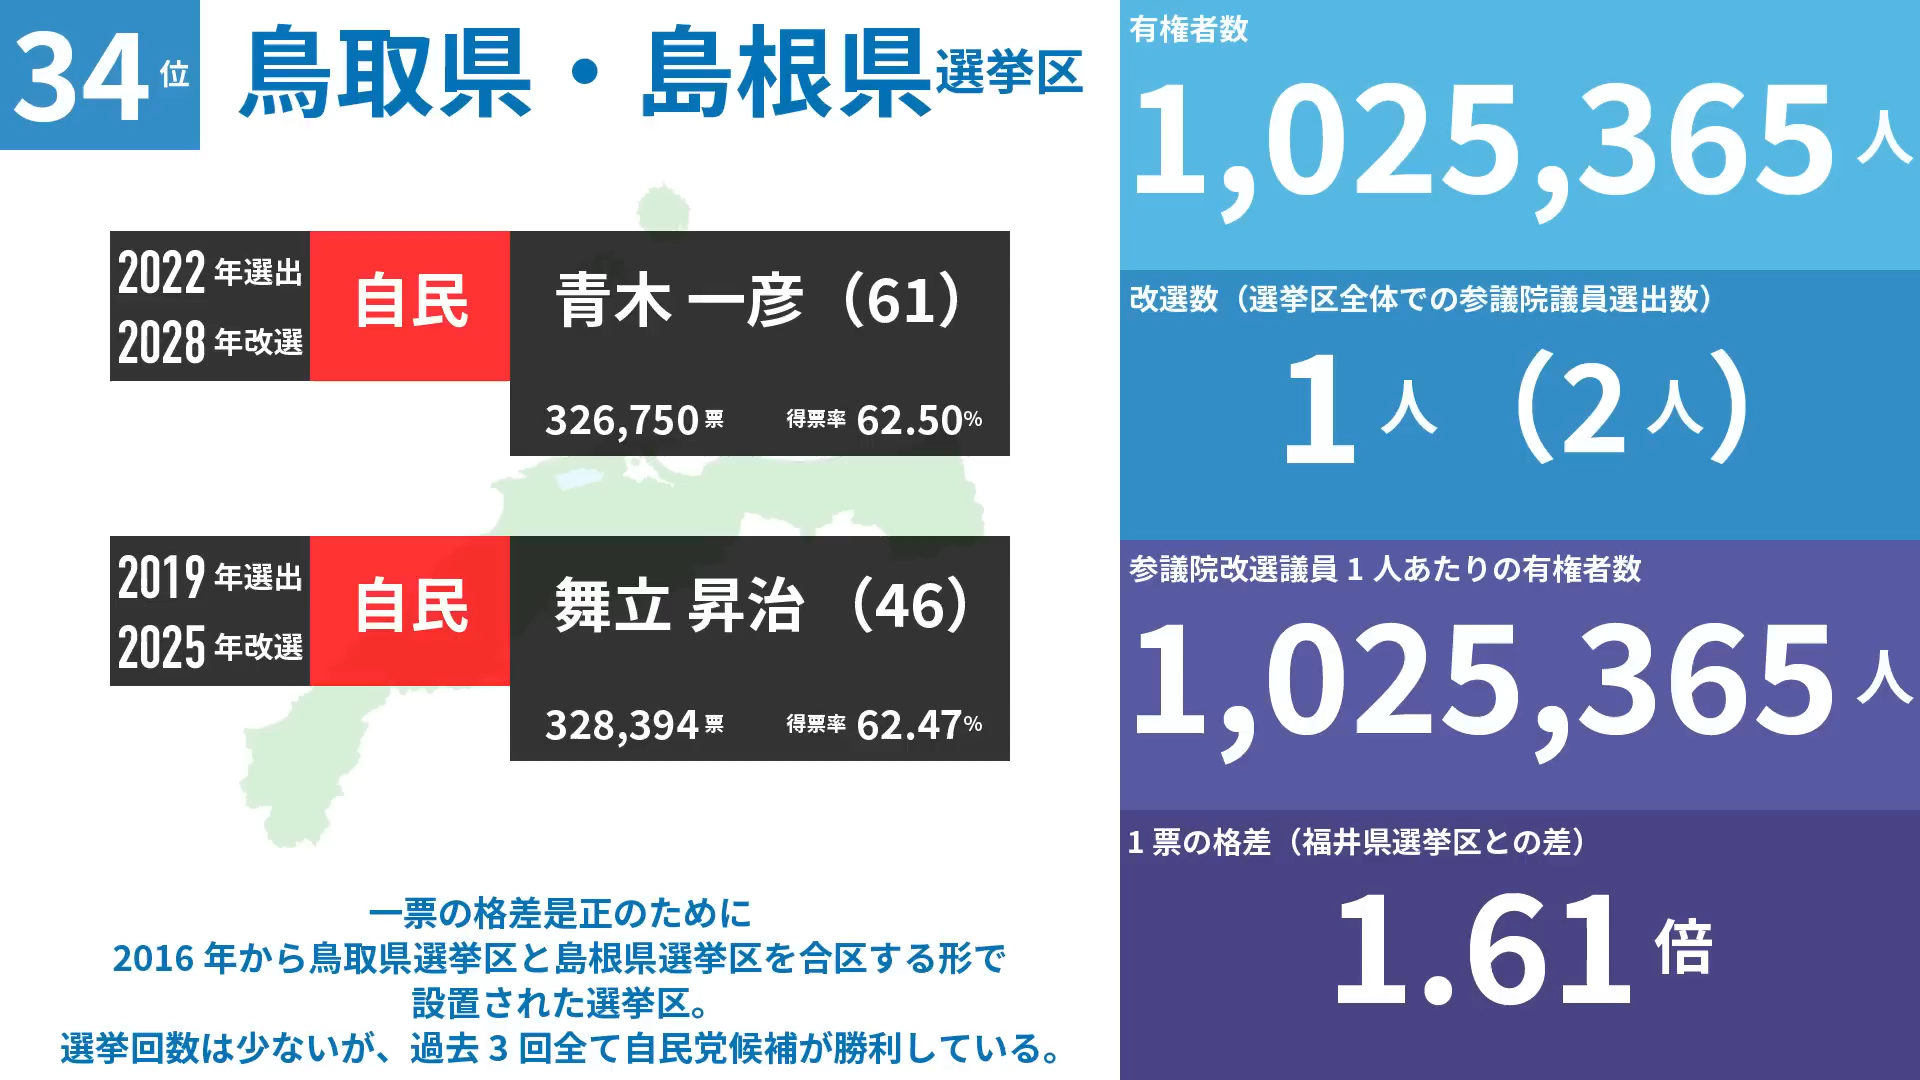 34位
鳥取県・島根県選挙区
2022年選出
2028年改選
自民
青木 一彦（61）
326,750票 得票率 62.50%
2019年選出
2025年改選
自民
舞立 昇治（46）
328,394票 得票率 62.47%
一票の格差是正のために
2016年から鳥取県選挙区と島根県選挙区を合区する形で
設置された選挙区。
選挙回数は少ないが、過去3回全て自民党候補が勝利している。
有権者数
1,025,365人
改選数（選挙区全体での参議院議員選出数）
1人（2人）
参議院改選議員1人あたりの有権者数
1,025,365人
1票の格差（福井県選挙区との差）
1.61倍